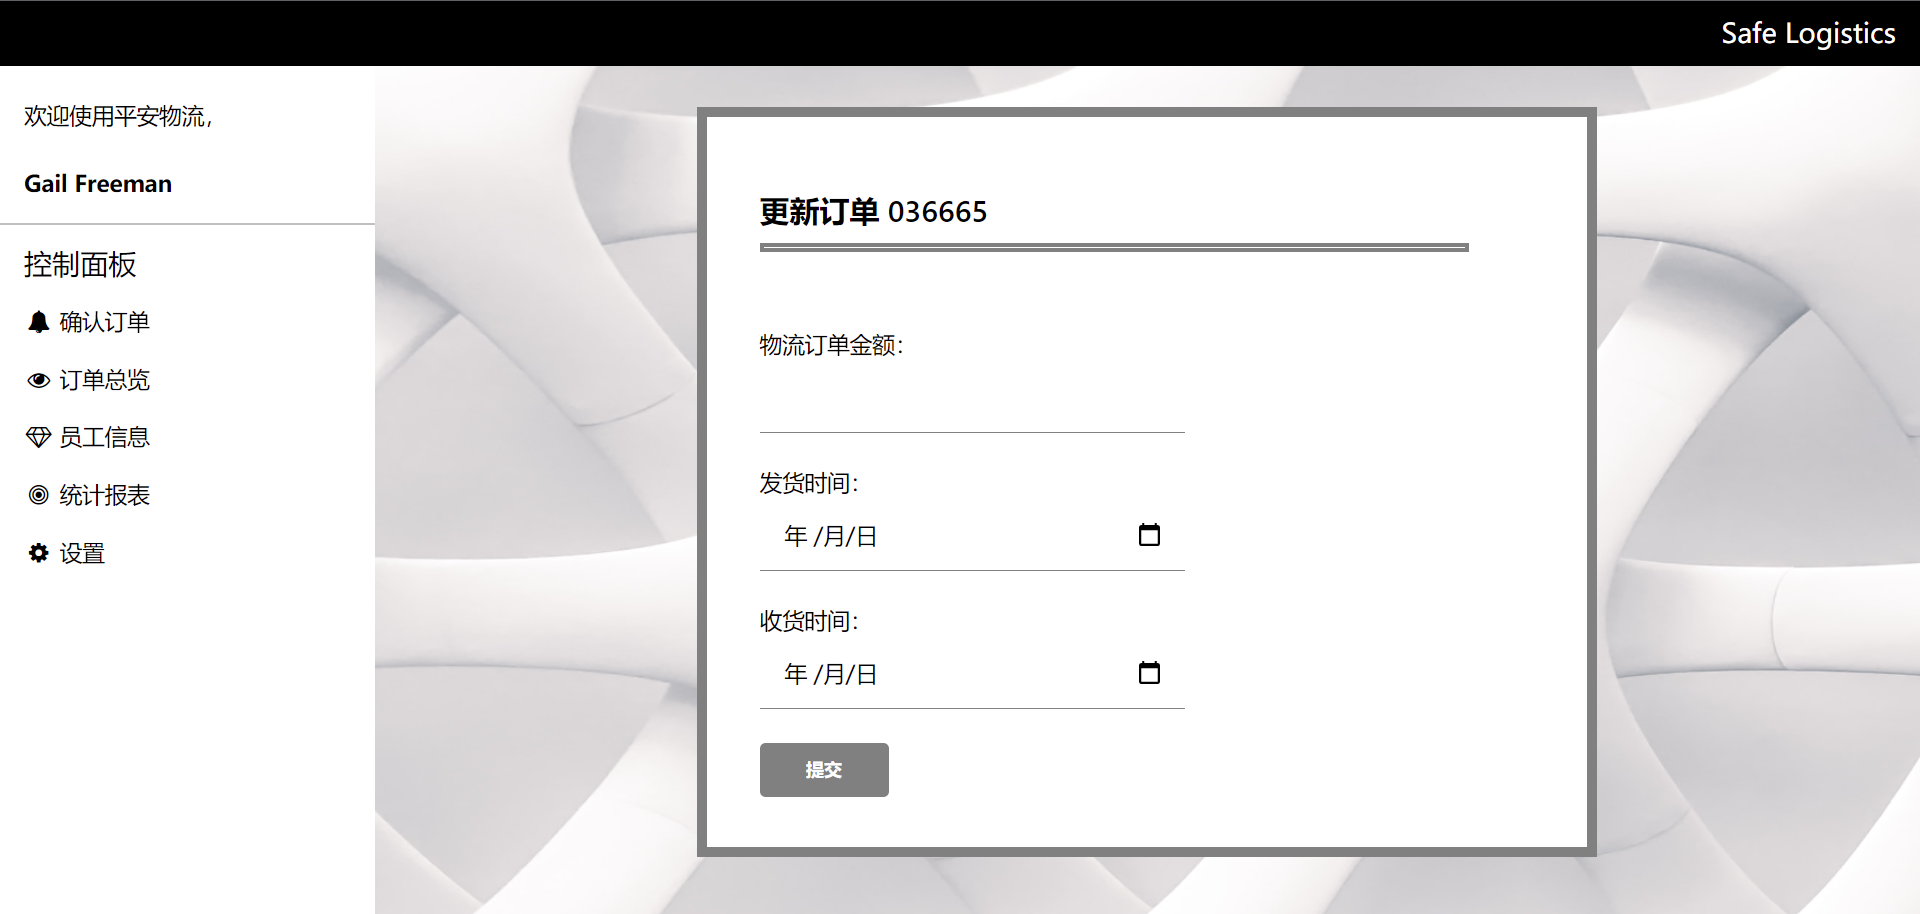 Safe Logistics
欢迎使用平安物流，
Gail Freeman
控制面板
确认订单
订单总览
员工信息
统计报表
设置
更新订单 036665
物流订单金额：
发货时间：
年 /月/日
收货时间：
年 /月/日
提交